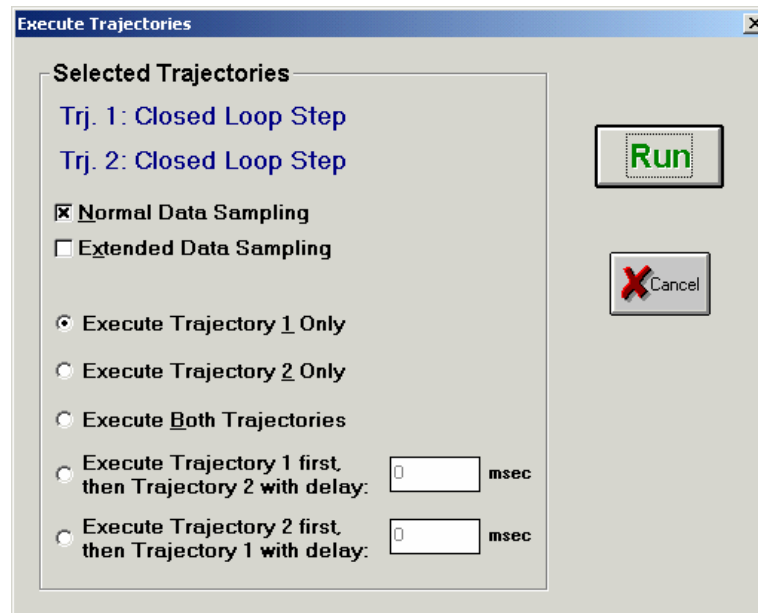 Execute Trajectories
Selected Trajectories
Trj. 1: Closed Loop Step
Trj. 2: Closed Loop Step
Normal Data Sampling
Extended Data Sampling
Execute Trajectory 1 Only
Execute Trajectory 2 Only
Execute Both Trajectories
Execute Trajectory 1 first,
then Trajectory 2 with delay: 0 msec
Execute Trajectory 2 first,
then Trajectory 1 with delay: 0 msec
Run
Cancel